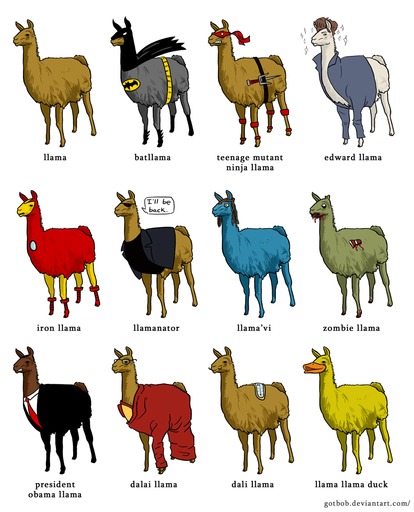 llama
batllama
teenage mutant
ninja llama
edward llama
I'll be
back.
iron llama
llamanator
llama'vi
zombie llama
president
obama llama
dalai llama
dali llama
llama llama duck
gotbob.deviantart.com/